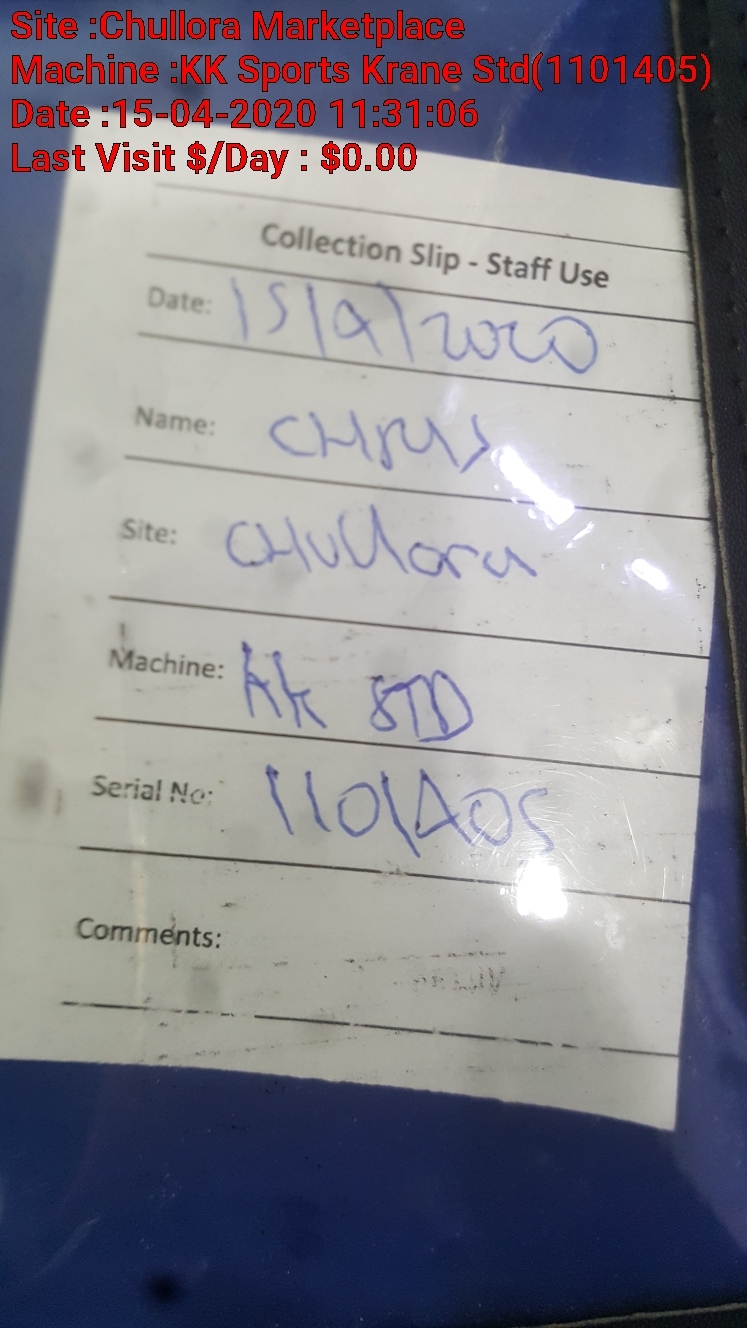 Site :Chullora Marketplace
Machine :KK Sports Krane Std(1101405)
Date :15-04-2020 11:31:06
Last Visit $/Day : $0.00
Collection Slip - Staff Use
Date: 15/4/2020
Name: CHRIS
Site: CHullora
Machine: KK STD
Serial No: 1101405
Comments: